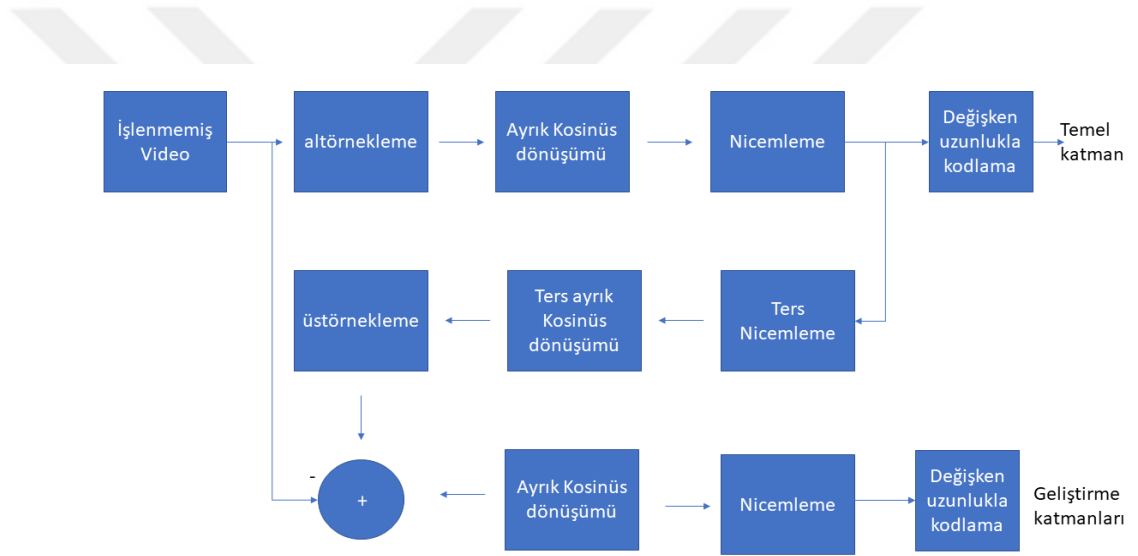 İşlenmemiş
Video
altörnekleme
Ayrık Kosinüs
dönüşümü
Nicemleme
Değişken
uzunlukla
kodlama
Temel
katman
üstörnekleme
Ters ayrık
Kosinüs
dönüşümü
Ters
Nicemleme
-
+
Ayrık Kosinüs
dönüşümü
Nicemleme
Değişken
uzunlukla
kodlama
Geliştirme
katmanları